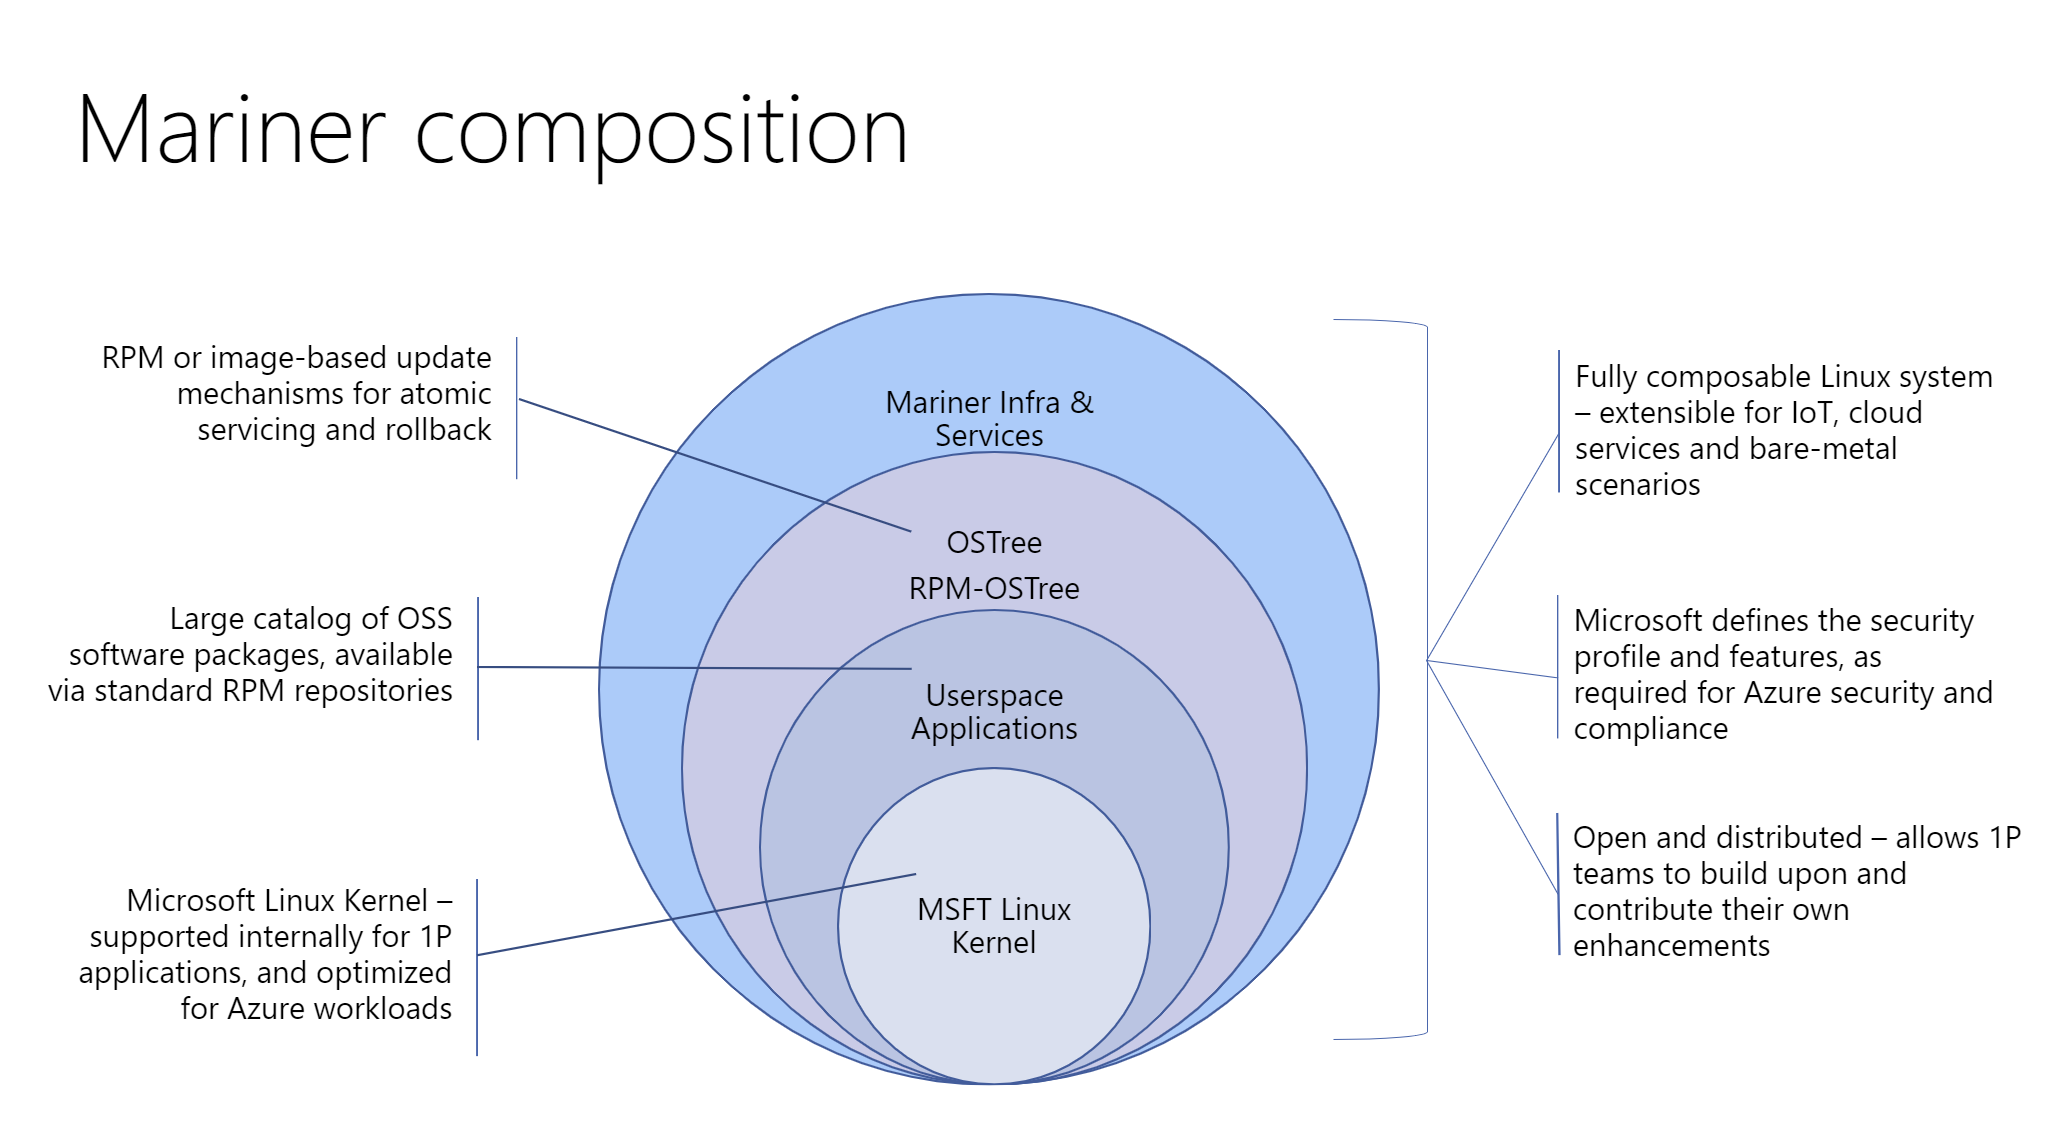 Mariner composition
RPM or image-based update
mechanisms for atomic
servicing and rollback
Large catalog of OSS
software packages, available
via standard RPM repositories
Microsoft Linux Kernel –
supported internally for 1P
applications, and optimized
for Azure workloads
Mariner Infra &
Services
OSTree
RPM-OSTree
Userspace
Applications
MSFT Linux
Kernel
Fully composable Linux system
– extensible for IoT, cloud
services and bare-metal
scenarios
Microsoft defines the security
profile and features, as
required for Azure security and
compliance
Open and distributed – allows 1P
teams to build upon and
contribute their own
enhancements